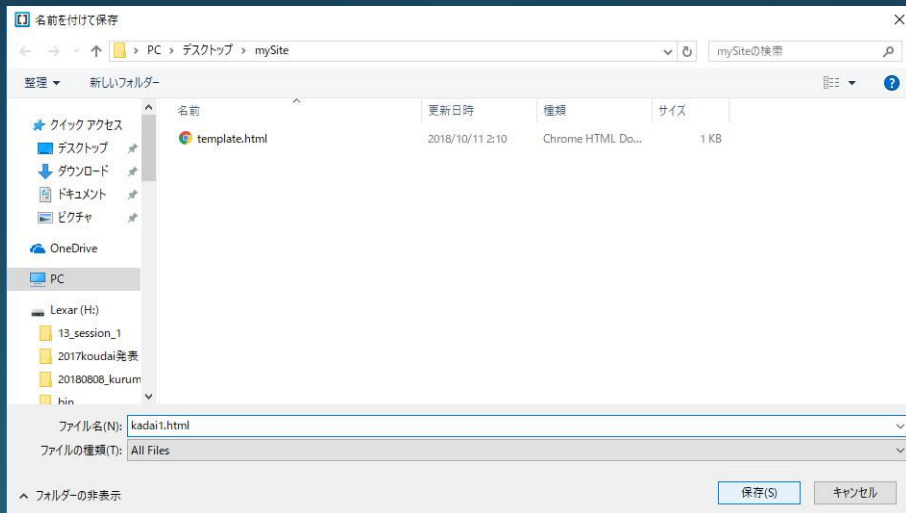 名前を付けて保存
PC > デスクトップ > mySite
mySiteの検索
整理 新しいフォルダー
名前 更新日時 種類 サイズ
template.html 2018/10/11 2:10 Chrome HTML Do... 1 KB
クイック アクセス
デスクトップ
ダウンロード
ドキュメント
ピクチャ
OneDrive
PC
Lexar (H:)
13_session_1
2017koudai発表
20180808_kurum
bin
ファイル名(N): kadai1.html
ファイルの種類(T): All Files
フォルダーの非表示
保存(S) キャンセル